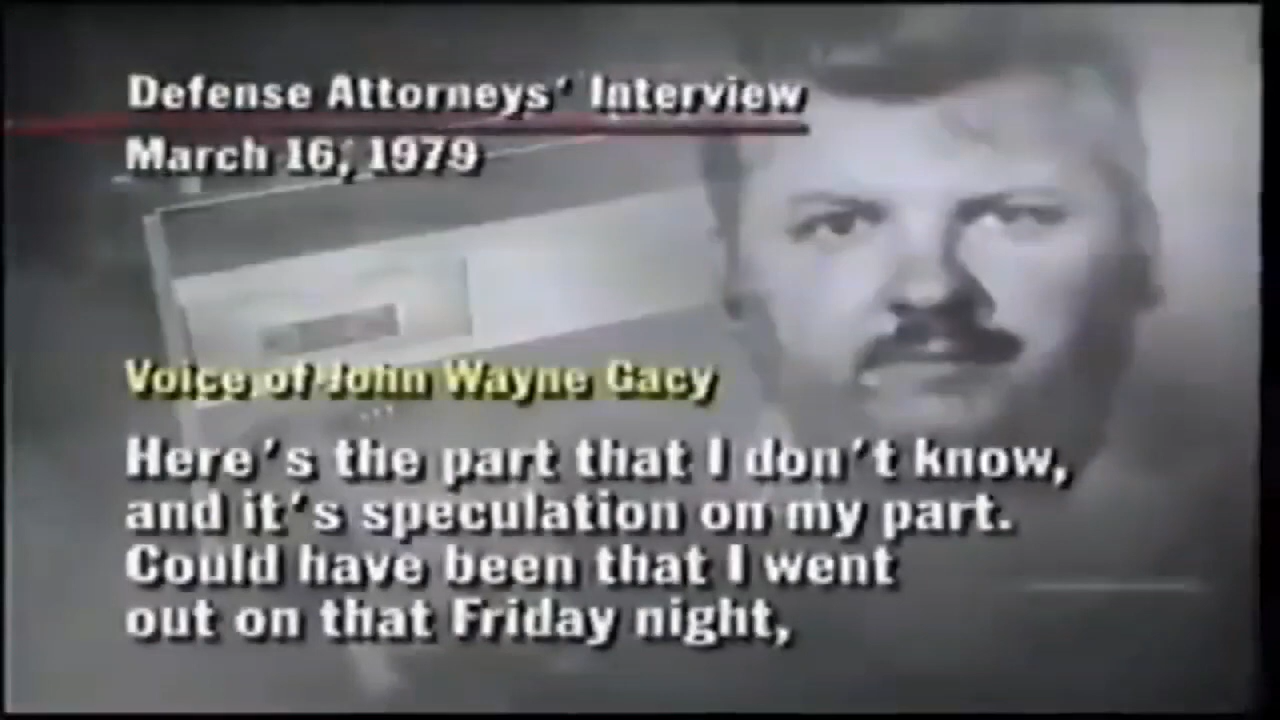 Defense Attorneys' Interview
March 16, 1979
Voice of John Wayne Gacy
Here's the part that I don't know,
and it's speculation on my part.
Could have been that I went
out on that Friday night,